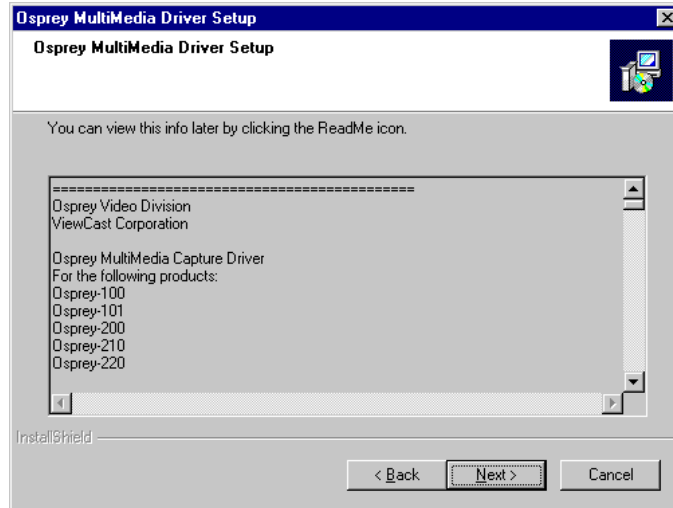 Osprey MultiMedia Driver Setup
Osprey MultiMedia Driver Setup
You can view this info later by clicking the ReadMe icon.
=============================================
Osprey Video Division
ViewCast Corporation
Osprey MultiMedia Capture Driver
For the following products:
Osprey-100
Osprey-101
Osprey-200
Osprey-210
Osprey-220
InstallShield
< Back Next > Cancel